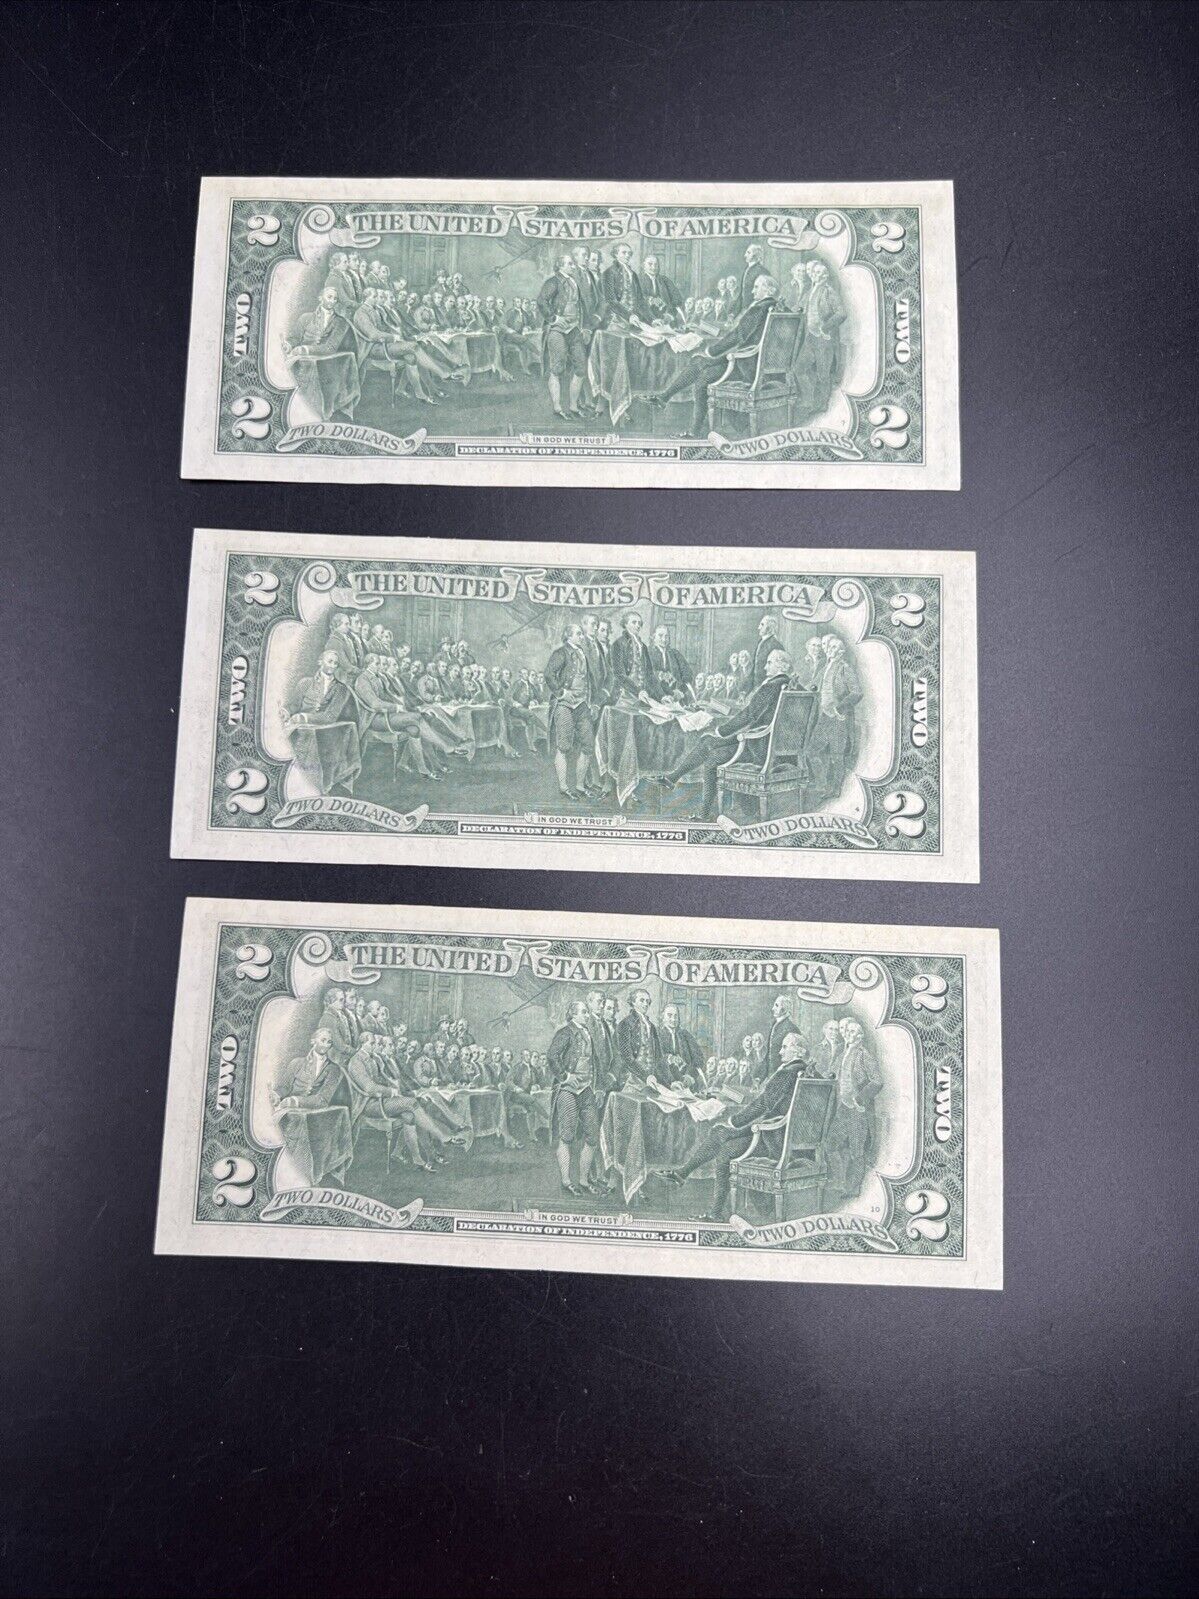 THE UNITED STATES OF AMERICA
2 2
TWO TWO
2 2
7
TWO DOLLARS TWO DOLLARS
IN GOD WE TRUST
DECLARATION OF INDEPENDENCE, 1776
THE UNITED STATES OF AMERICA
2 2
TWO TWO
2 2
4
TWO DOLLARS TWO DOLLARS
IN GOD WE TRUST
DECLARATION OF INDEPENDENCE, 1776
THE UNITED STATES OF AMERICA
2 2
TWO TWO
2 2
10
TWO DOLLARS TWO DOLLARS
IN GOD WE TRUST
DECLARATION OF INDEPENDENCE, 1776